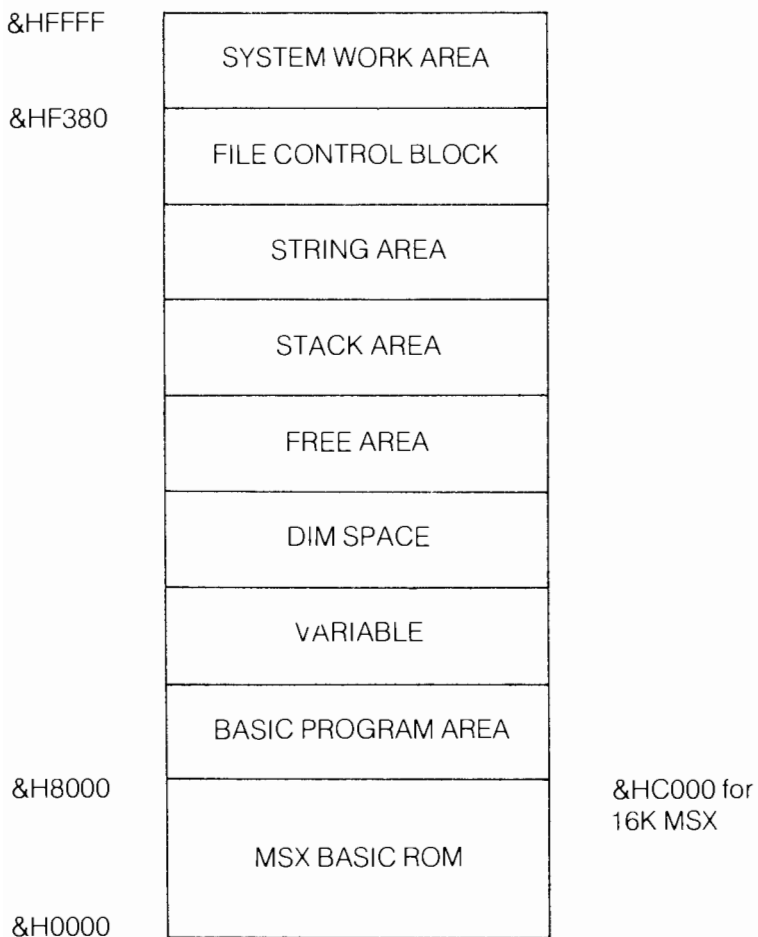 &HFFFF
SYSTEM WORK AREA
&HF380
FILE CONTROL BLOCK
STRING AREA
STACK AREA
FREE AREA
DIM SPACE
VARIABLE
BASIC PROGRAM AREA
&H8000
&HC000 for
16K MSX
MSX BASIC ROM
&H0000